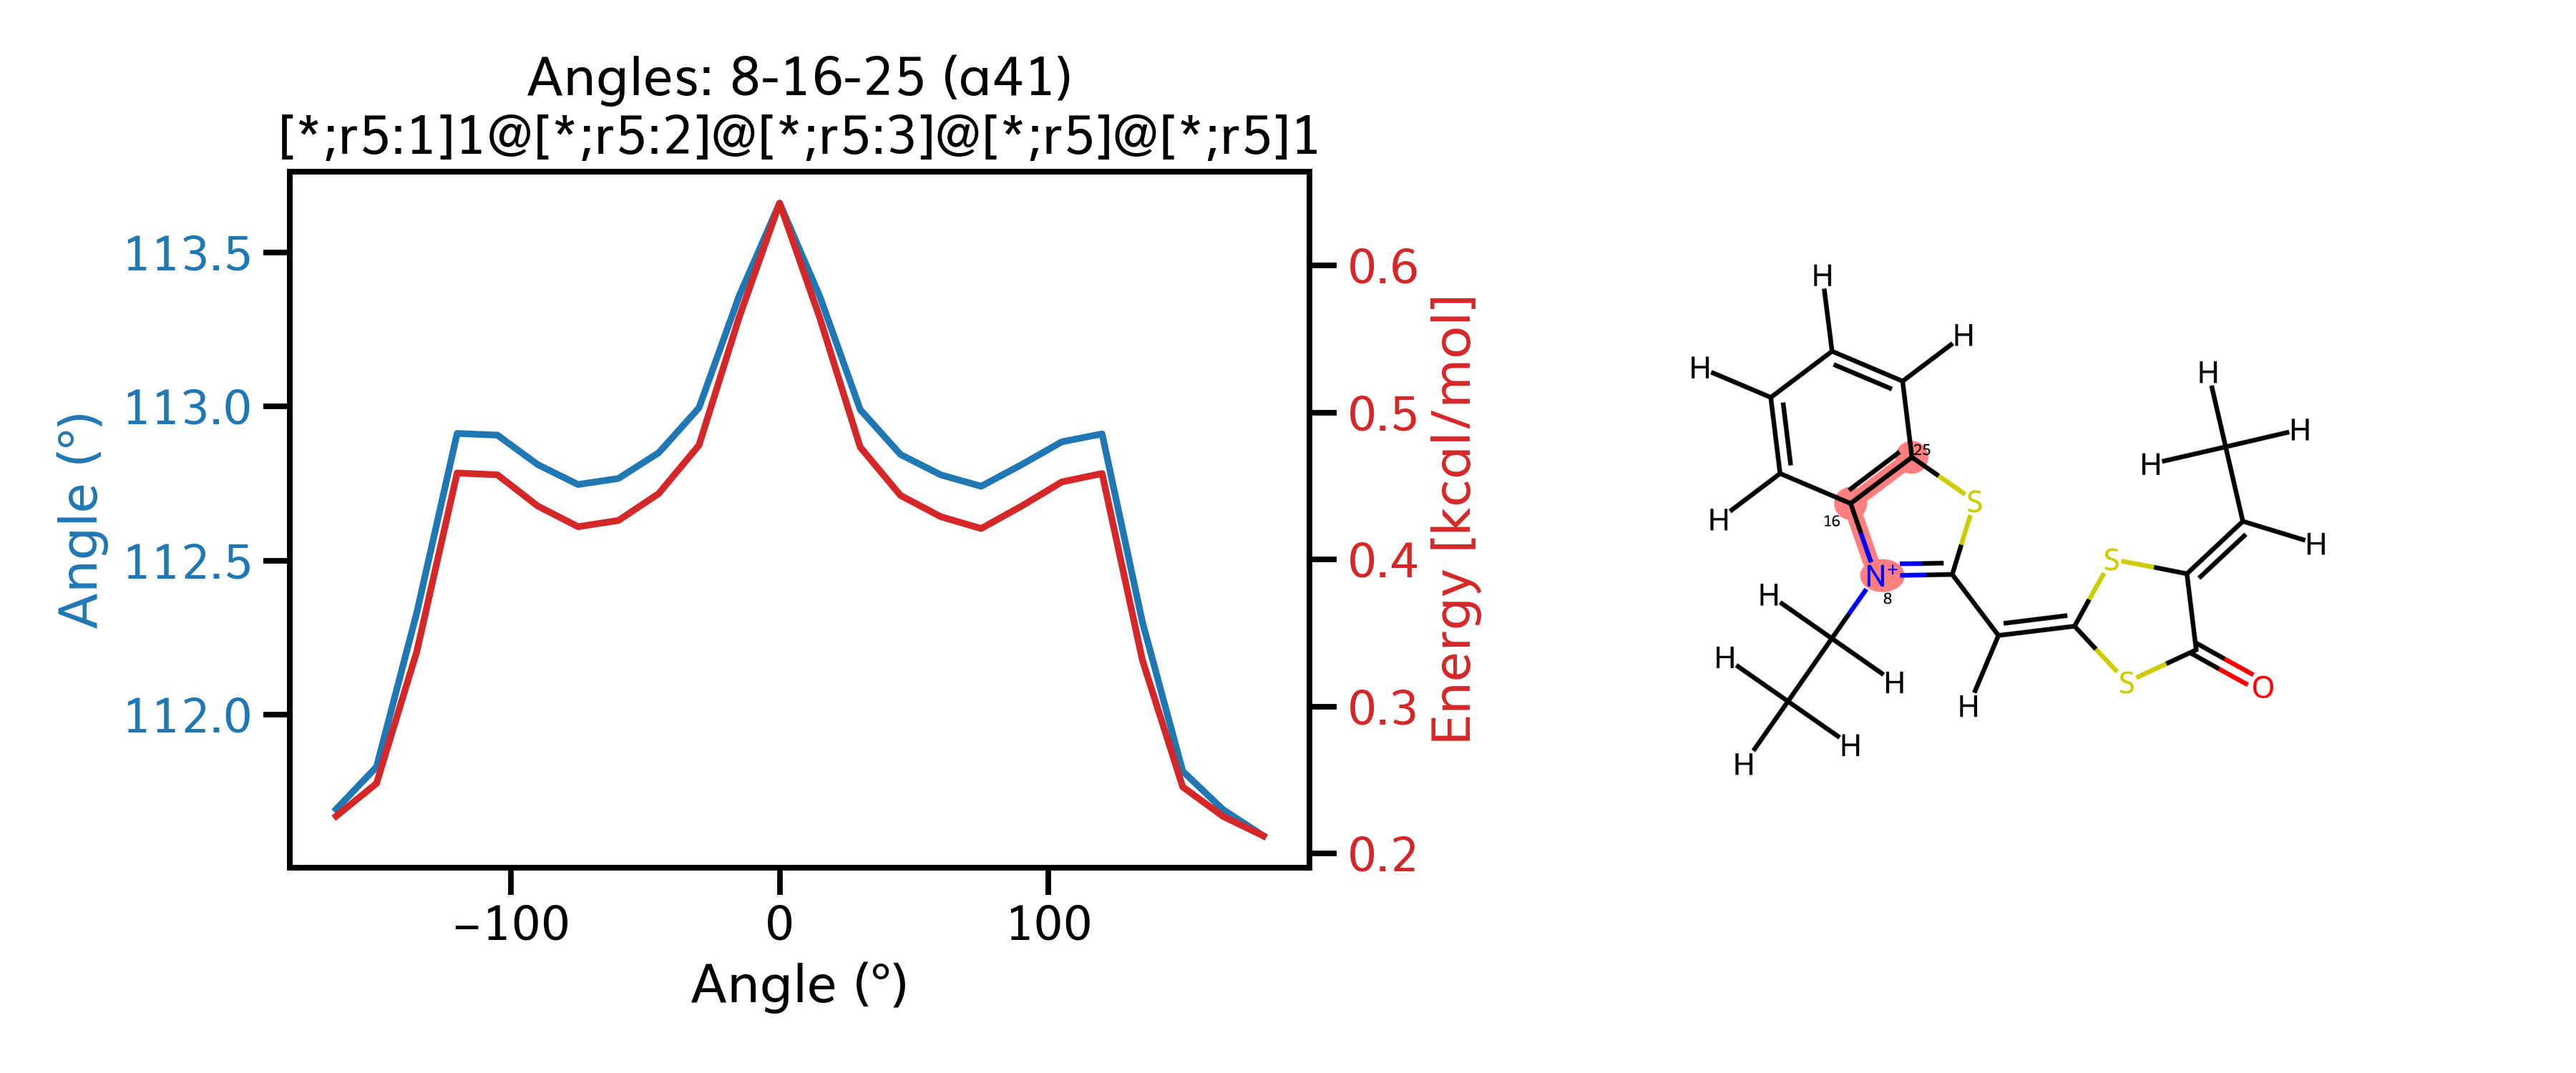 Angles: 8-16-25 (a41)
[*;r5:1]1@[*;r5:2]@[*;r5:3]@[*;r5]@[*;r5]1
113.5
113.0
112.5
112.0
Angle (°)
0.6
0.5
0.4
0.3
0.2
Energy [kcal/mol]
−100
0
100
Angle (°)
H
H
H
H
H
H
25
H
S
16
S
H
N+
8
H
H
H
S
O
H
H
H